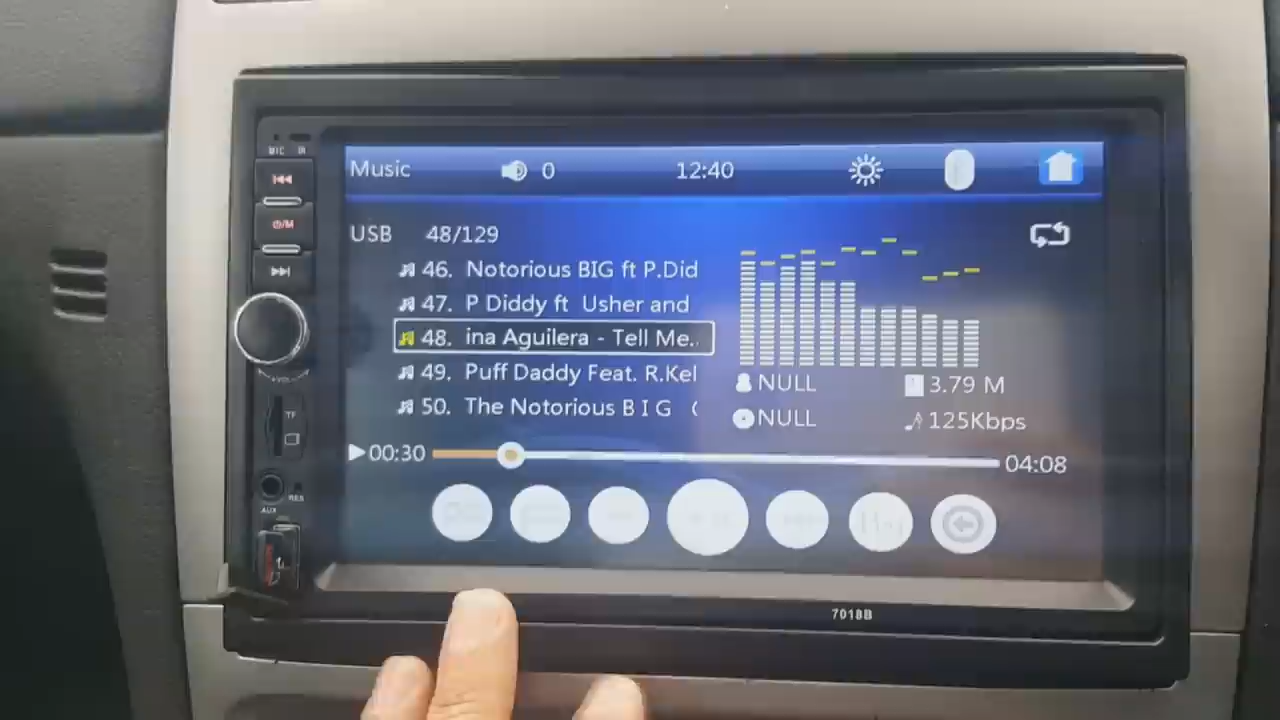 MIC IR
Music 0 12:40
USB 48/129
46. Notorious BIG ft P.Did
47. P Diddy ft Usher and
48. ina Aguilera - Tell Me..
49. Puff Daddy Feat. R.Kel
50. The Notorious B I G
NULL 3.79 M
NULL 125Kbps
00:30 04:08
TF
RES
AUX
7018B